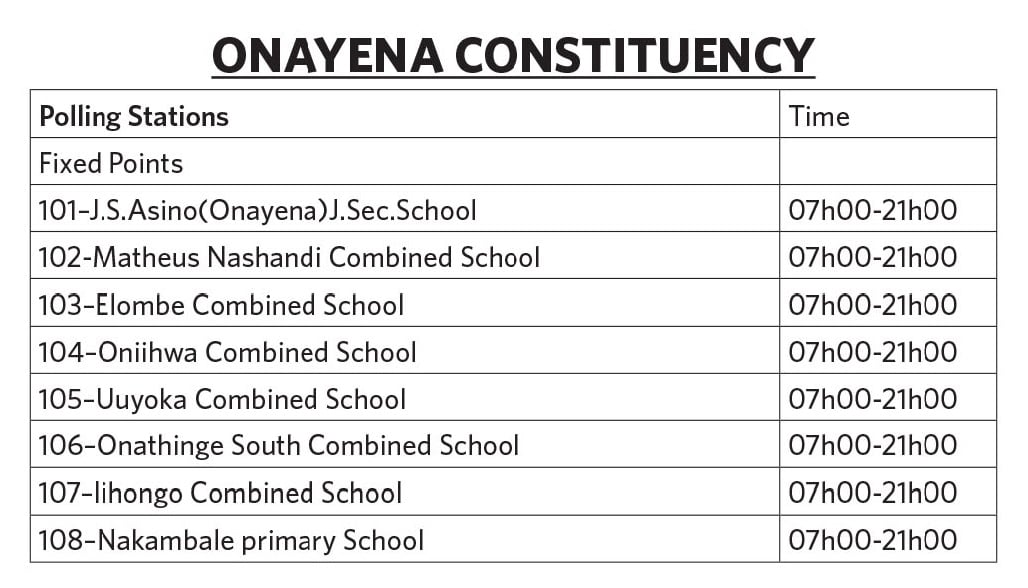 ONAYENA CONSTITUENCY
Polling Stations Time
Fixed Points
101–J.S.Asino(Onayena)J.Sec.School 07h00-21h00
102-Matheus Nashandi Combined School 07h00-21h00
103–Elombe Combined School 07h00-21h00
104–Oniihwa Combined School 07h00-21h00
105–Uuyoka Combined School 07h00-21h00
106–Onathinge South Combined School 07h00-21h00
107–Iihongo Combined School 07h00-21h00
108–Nakambale primary School 07h00-21h00